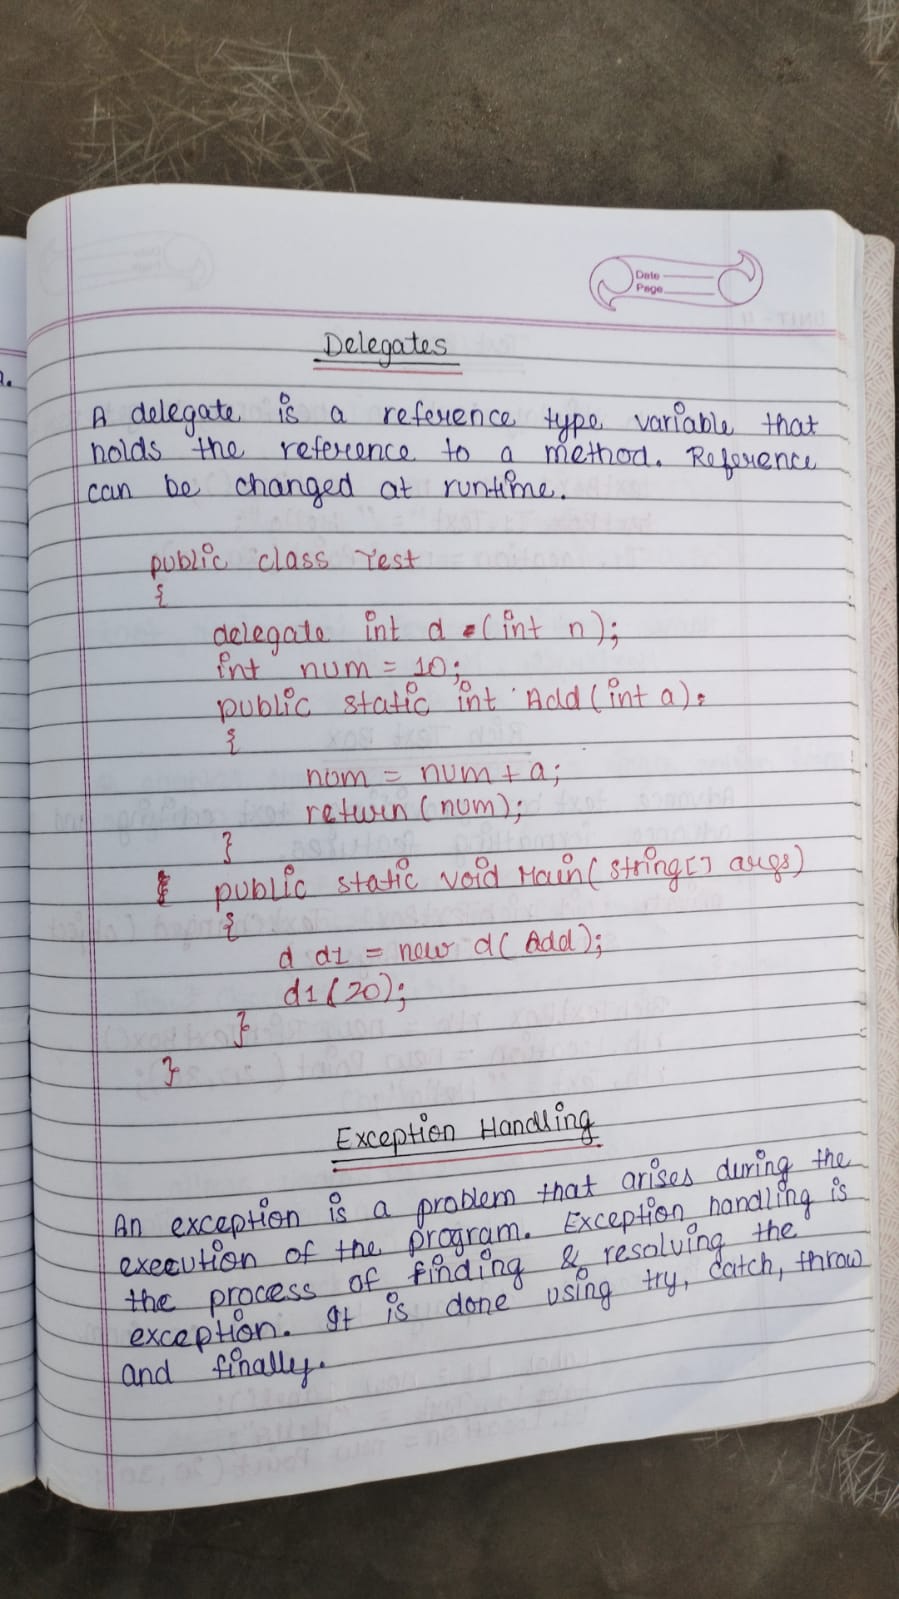 Date
Page
Delegates
A delegate is a reference type variable that
holds the reference to a method. Reference
can be changed at runtime.
public class Test
{
delegate int d (int n);
int num = 10;
public static int Add(int a);
{
num = num + a;
return (num);
}
public static void Main( string[] args)
{
d d1 = new d( Add);
d1(20);
}
}
Exception Handling
An exception is a problem that arises during the
execution of the program. Exception handling is
the process of finding & resolving the
exception. It is done using try, catch, throw
and finally.